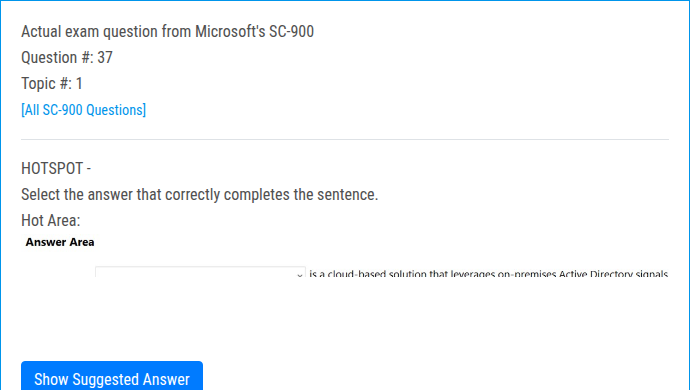 Actual exam question from Microsoft's SC-900
Question #: 37
Topic #: 1
[All SC-900 Questions]
HOTSPOT -
Select the answer that correctly completes the sentence.
Hot Area:
Answer Area
is a cloud-based solution that leverages on-premises Active Directory signals
Show Suggested Answer